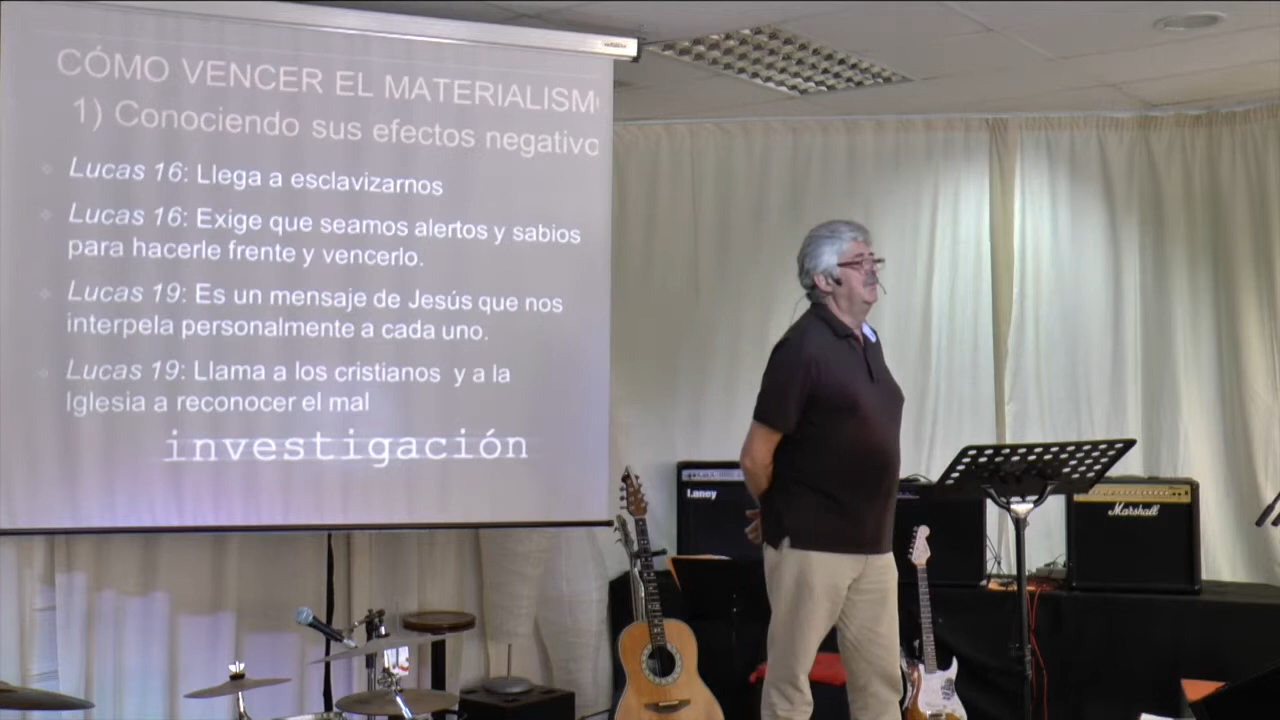 CÓMO VENCER EL MATERIALISM
1) Conociendo sus efectos negativo
Lucas 16: Llega a esclavizarnos
Lucas 16: Exige que seamos alertos y sabios
para hacerle frente y vencerlo.
Lucas 19: Es un mensaje de Jesús que nos
interpela personalmente a cada uno.
Lucas 19: Llama a los cristianos y a la
Iglesia a reconocer el mal
investigación
Laney
Marshall